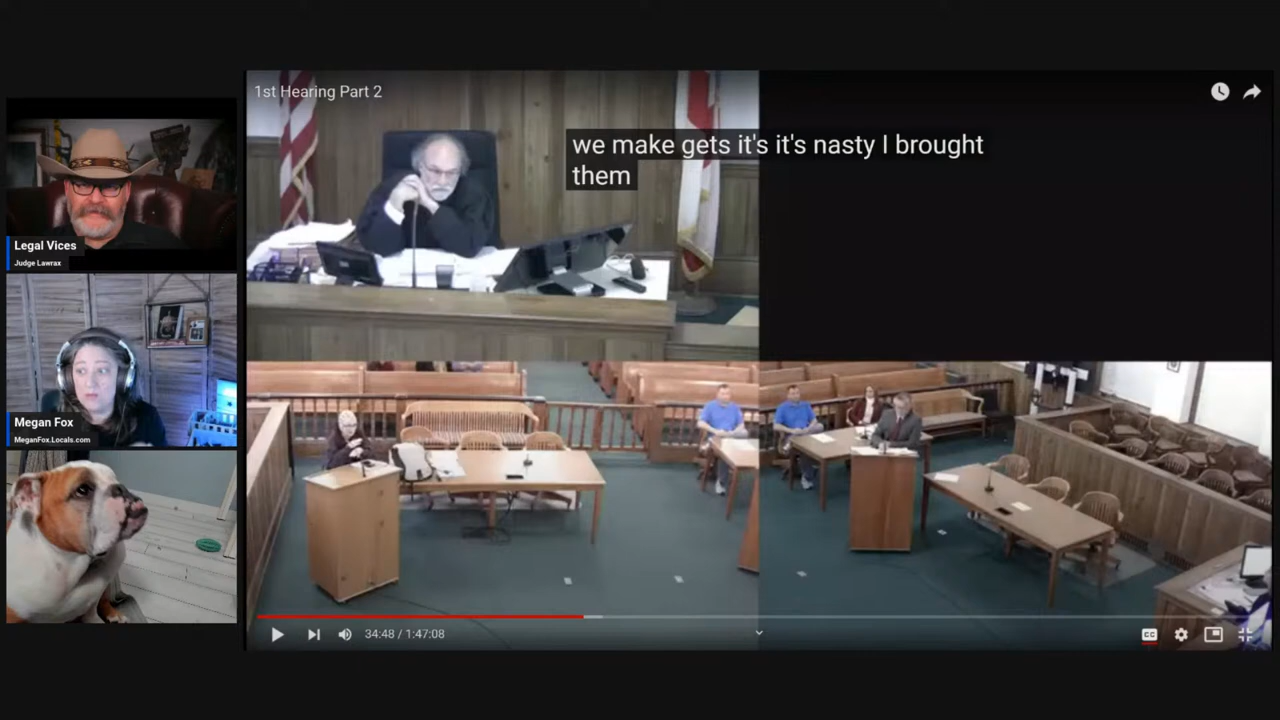 1st Hearing Part 2
we make gets it's it's nasty I brought
them
Legal Vices
Judge Lawrax
Megan Fox
MeganFox.Locals.com
34:48 / 1:47:08
CC